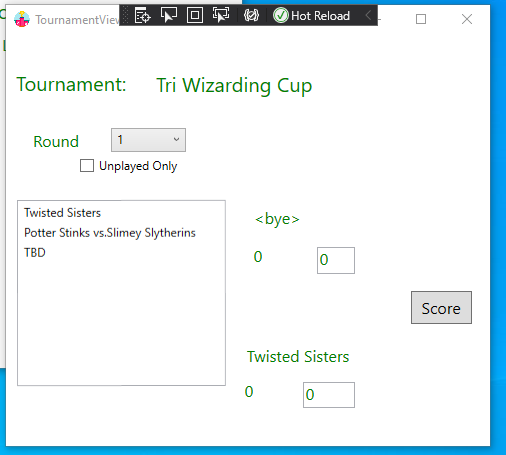 TournamentView
Hot Reload
Tournament: Tri Wizarding Cup
Round 1
Unplayed Only
Twisted Sisters
Potter Stinks vs.Slimey Slytherins
TBD
<bye>
0 0
Score
Twisted Sisters
0 0